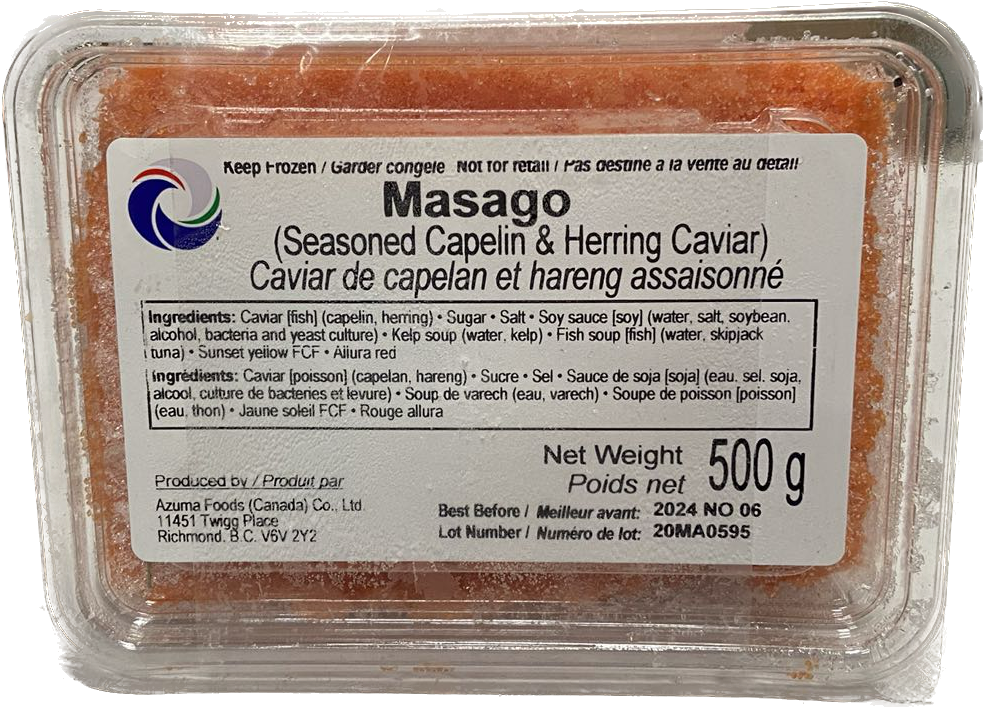 Keep Frozen / Garder congele Not for retail / Pas destine a la vente au detail
Masago
(Seasoned Capelin & Herring Caviar)
Caviar de capelan et hareng assaisonné
Ingredients: Caviar [fish] (capelin, herring) • Sugar • Salt • Soy sauce [soy] (water, salt, soybean,
alcohol, bacteria and yeast culture) • Kelp soup (water, kelp) • Fish soup [fish] (water, skipjack
tuna) • Sunset yellow FCF • Allura red
Ingrédients: Caviar [poisson] (capelan, hareng) • Sucre • Sel • Sauce de soja [soja] (eau, sel, soja,
alcool, culture de bacteries et levure) • Soup de varech (eau, varech) • Soupe de poisson [poisson]
(eau, thon) • Jaune soleil FCF • Rouge allura
Net Weight 500 g
Poids net
Produced by / Produit par
Azuma Foods (Canada) Co., Ltd.
11451 Twigg Place
Richmond, B.C. V6V 2Y2
Best Before / Meilleur avant: 2024 NO 06
Lot Number / Numéro de lot: 20MA0595